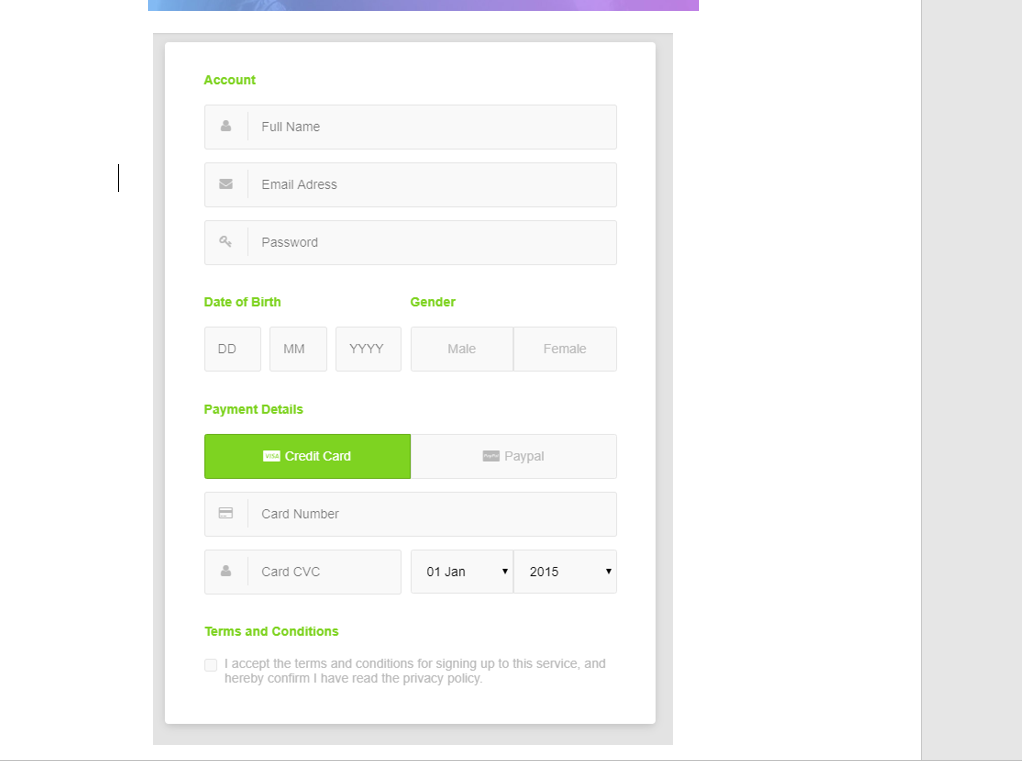 Account
Full Name
Email Adress
Password
Date of Birth Gender
DD MM YYYY Male Female
Payment Details
VISA Credit Card PayPal Paypal
Card Number
Card CVC 01 Jan 2015
Terms and Conditions
I accept the terms and conditions for signing up to this service, and
hereby confirm I have read the privacy policy.